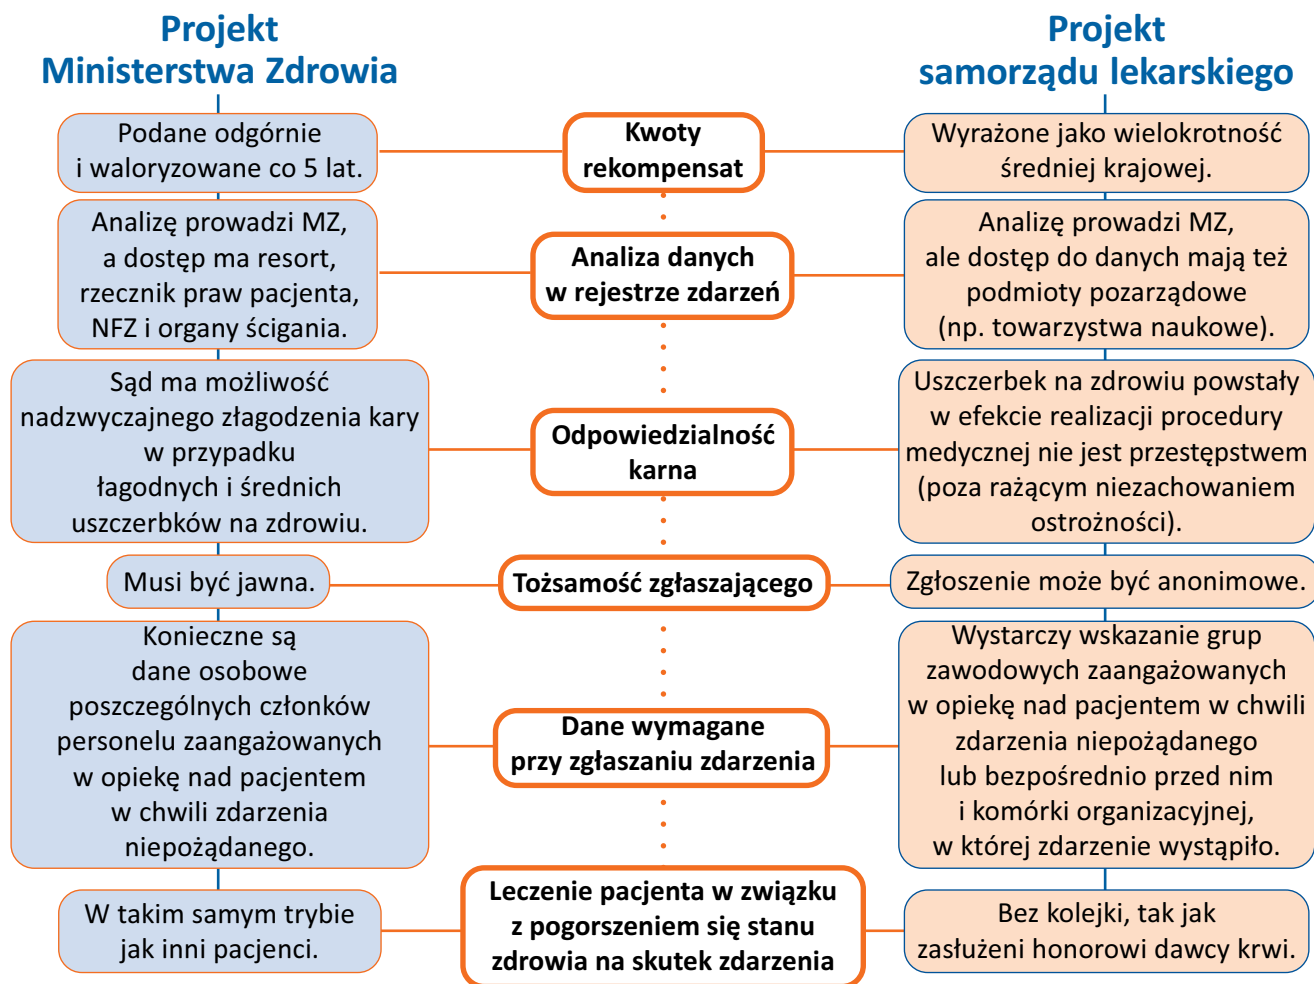 Projekt
Ministerstwa Zdrowia
Projekt
samorządu lekarskiego
Podane odgórnie
i waloryzowane co 5 lat.
Kwoty
rekompensat
Wyrażone jako wielokrotność
średniej krajowej.
Analizę prowadzi MZ,
a dostęp ma resort,
rzecznik praw pacjenta,
NFZ i organy ścigania.
Analiza danych
w rejestrze zdarzeń
Analizę prowadzi MZ,
ale dostęp do danych mają też
podmioty pozarządowe
(np. towarzystwa naukowe).
Sąd ma możliwość
nadzwyczajnego złagodzenia kary
w przypadku
łagodnych i średnich
uszczerbków na zdrowiu.
Odpowiedzialność
karna
Uszczerbek na zdrowiu powstały
w efekcie realizacji procedury
medycznej nie jest przestępstwem
(poza rażącym niezachowaniem
ostrożności).
Musi być jawna.
Tożsamość zgłaszającego
Zgłoszenie może być anonimowe.
Konieczne są
dane osobowe
poszczególnych członków
personelu zaangażowanych
w opiekę nad pacjentem
w chwili zdarzenia
niepożądanego.
Dane wymagane
przy zgłaszaniu zdarzenia
Wystarczy wskazanie grup
zawodowych zaangażowanych
w opiekę nad pacjentem w chwili
zdarzenia niepożądanego
lub bezpośrednio przed nim
i komórki organizacyjnej,
w której zdarzenie wystąpiło.
W takim samym trybie
jak inni pacjenci.
Leczenie pacjenta w związku
z pogorszeniem się stanu
zdrowia na skutek zdarzenia
Bez kolejki, tak jak
zasłużeni honorowi dawcy krwi.